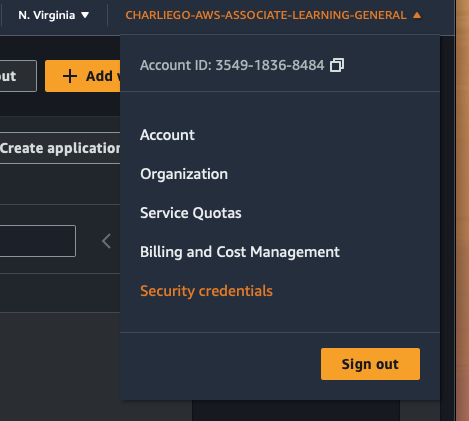 N. Virginia ▼ CHARLIEGO-AWS-ASSOCIATE-LEARNING-GENERAL ▲
Account ID: 3549-1836-8484
out + Add
Account
Create application
Organization
Service Quotas
Billing and Cost Management
Security credentials
Sign out